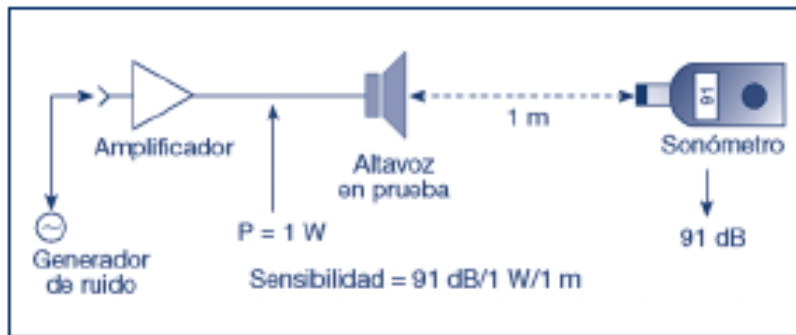 Amplificador
Altavoz
en prueba
1 m
91
Sonómetro
91 dB
P = 1 W
Generador
de ruido
Sensibilidad = 91 dB/1 W/1 m